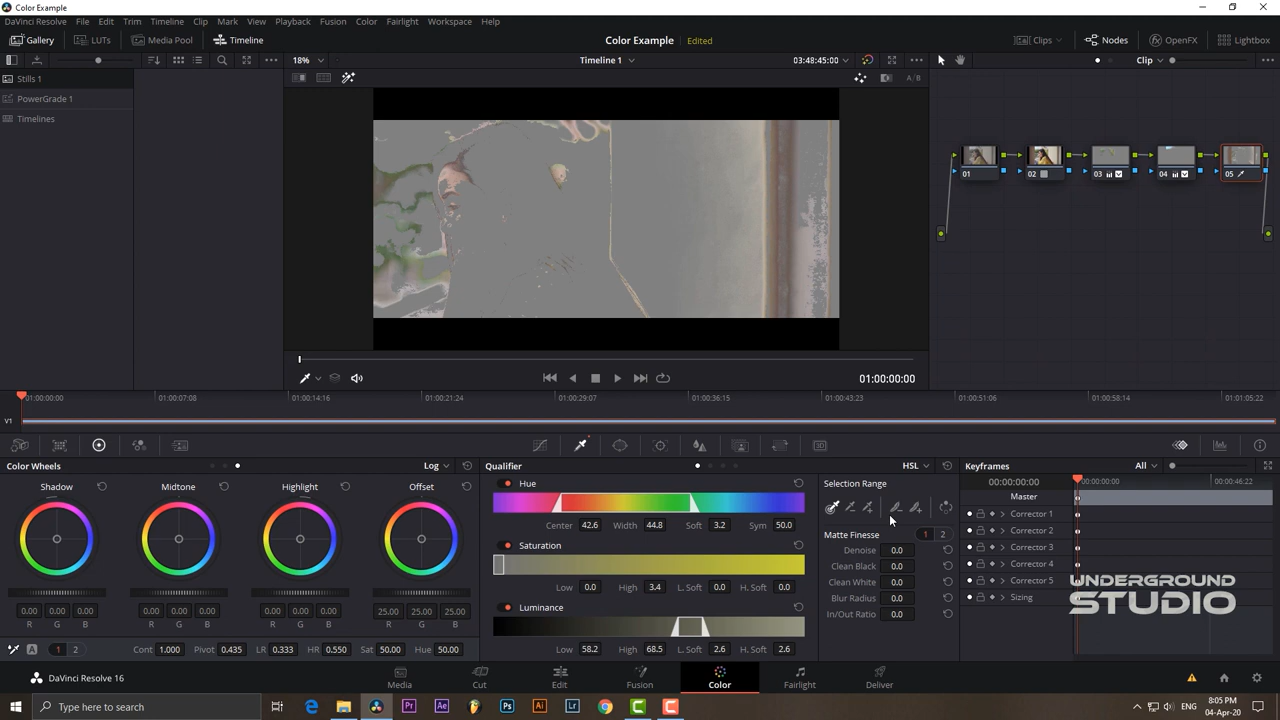 Color Example
DaVinci Resolve File Edit Trim Timeline Clip Mark View Playback Fusion Color Fairlight Workspace Help
Gallery LUTs Media Pool Timeline Color Example Edited Clips Nodes OpenFX Lightbox
18% Timeline 1 03:48:45:00 A/B Clip
Stills 1
PowerGrade 1
Timelines
01 02 03 04 05
01:00:00:00
01:00:00:00 01:00:07:08 01:00:14:16 01:00:21:24 01:00:29:07 01:00:36:15 01:00:43:23 01:00:51:06 01:00:58:14 01:01:05:22
V1
Color Wheels Log Qualifier HSL Keyframes All
Shadow Midtone Highlight Offset
Hue
Center 42.6 Width 44.8 Soft 3.2 Sym 50.0
Saturation
Low 0.0 High 3.4 L. Soft 0.0 H. Soft 0.0
Luminance
Low 58.2 High 68.5 L. Soft 2.6 H. Soft 2.6
Selection Range
Matte Finesse 1 2
Denoise 0.0
Clean Black 0.0
Clean White 0.0
Blur Radius 0.0
In/Out Ratio 0.0
00:00:00:00 00:00:00:00 00:00:46:22
Master
Corrector 1
Corrector 2
Corrector 3
Corrector 4
Corrector 5
Sizing
UNDERGROUND
STUDIO
0.00 0.00 0.00 0.00 0.00 0.00 0.00 0.00 0.00 25.00 25.00 25.00
R G B R G B R G B R G B
A 1 2 Cont 1.000 Pivot 0.435 LR 0.333 HR 0.550 Sat 50.00 Hue 50.00
DaVinci Resolve 16 Media Cut Edit Fusion Color Fairlight Deliver
Type here to search Pr Ae Ps Ai Lr ENG 8:05 PM
04-Apr-20